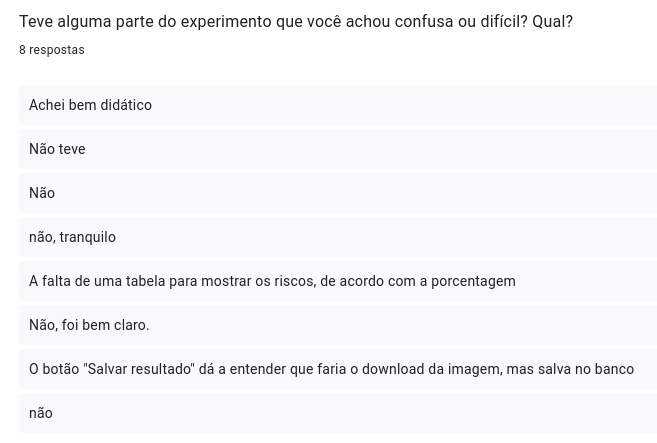 Teve alguma parte do experimento que você achou confusa ou difícil? Qual?
8 respostas
Achei bem didático
Não teve
Não
não, tranquilo
A falta de uma tabela para mostrar os riscos, de acordo com a porcentagem
Não, foi bem claro.
O botão "Salvar resultado" dá a entender que faria o download da imagem, mas salva no banco
não